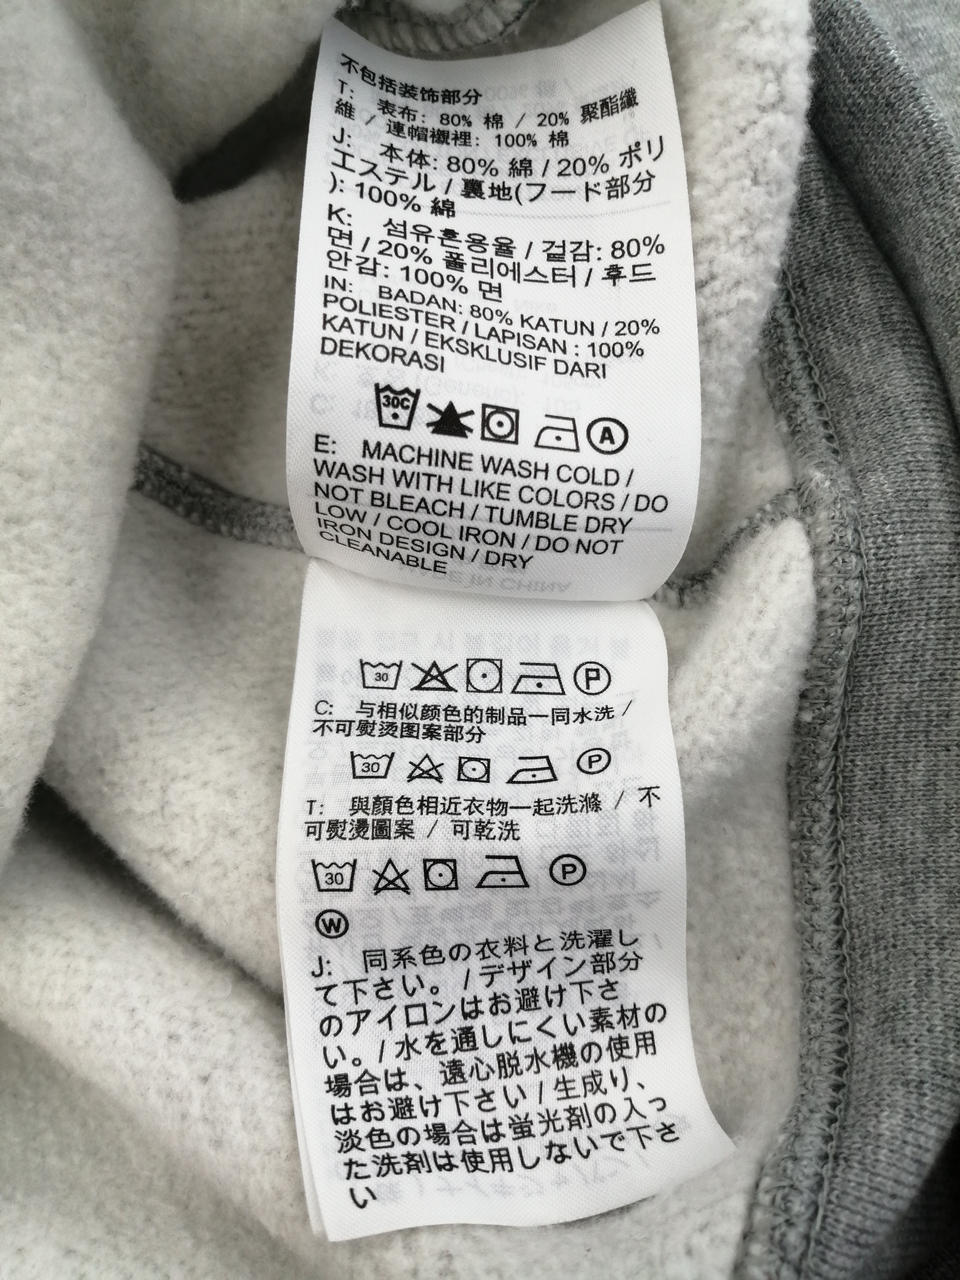 不包括装饰部分
T: 表布: 80% 棉 / 20% 聚酯纖
維 / 連帽襯裡: 100% 棉
J: 本体: 80% 綿 / 20% ポリ
エステル / 裏地(フード部分
): 100% 綿
K: 섬유혼용율 / 겉감: 80%
면 / 20% 폴리에스터 / 후드
안감: 100% 면
IN: BADAN: 80% KATUN / 20%
POLIESTER / LAPISAN : 100%
KATUN / EKSKLUSIF DARI
DEKORASI
30C A
E: MACHINE WASH COLD /
WASH WITH LIKE COLORS / DO
NOT BLEACH / TUMBLE DRY
LOW / COOL IRON / DO NOT
IRON DESIGN / DRY
CLEANABLE
30 P
C: 与相似颜色的制品一同水洗 /
不可熨烫图案部分
30 P
T: 與顏色相近衣物一起洗滌 / 不
可熨燙圖案 / 可乾洗
30 P
W
J: 同系色の衣料と洗濯し
て下さい。 / デザイン部分
のアイロンはお避け下さ
い。/ 水を通しにくい素材の
場合は、遠心脱水機の使用
はお避け下さい / 生成り、
淡色の場合は蛍光剤の入っ
た洗剤は使用しないで下さ
い